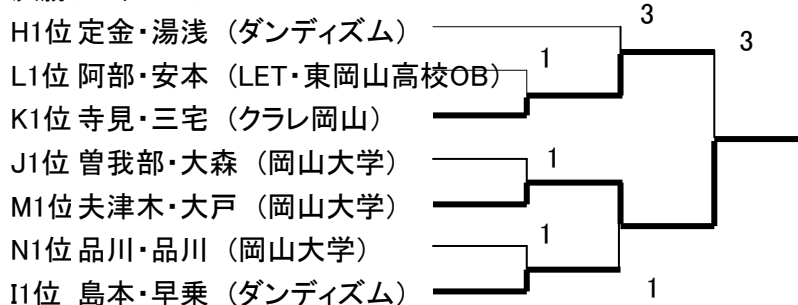 H1位 定金・湯浅 （ダンディズム）
L1位 阿部・安本 （LET・東岡山高校OB）
K1位 寺見・三宅 （クラレ岡山）
J1位 曽我部・大森 （岡山大学）
M1位 夫津木・大戸 （岡山大学）
N1位 品川・品川 （岡山大学）
I1位 島本・早乗 （ダンディズム）
3
3
1
1
1
1